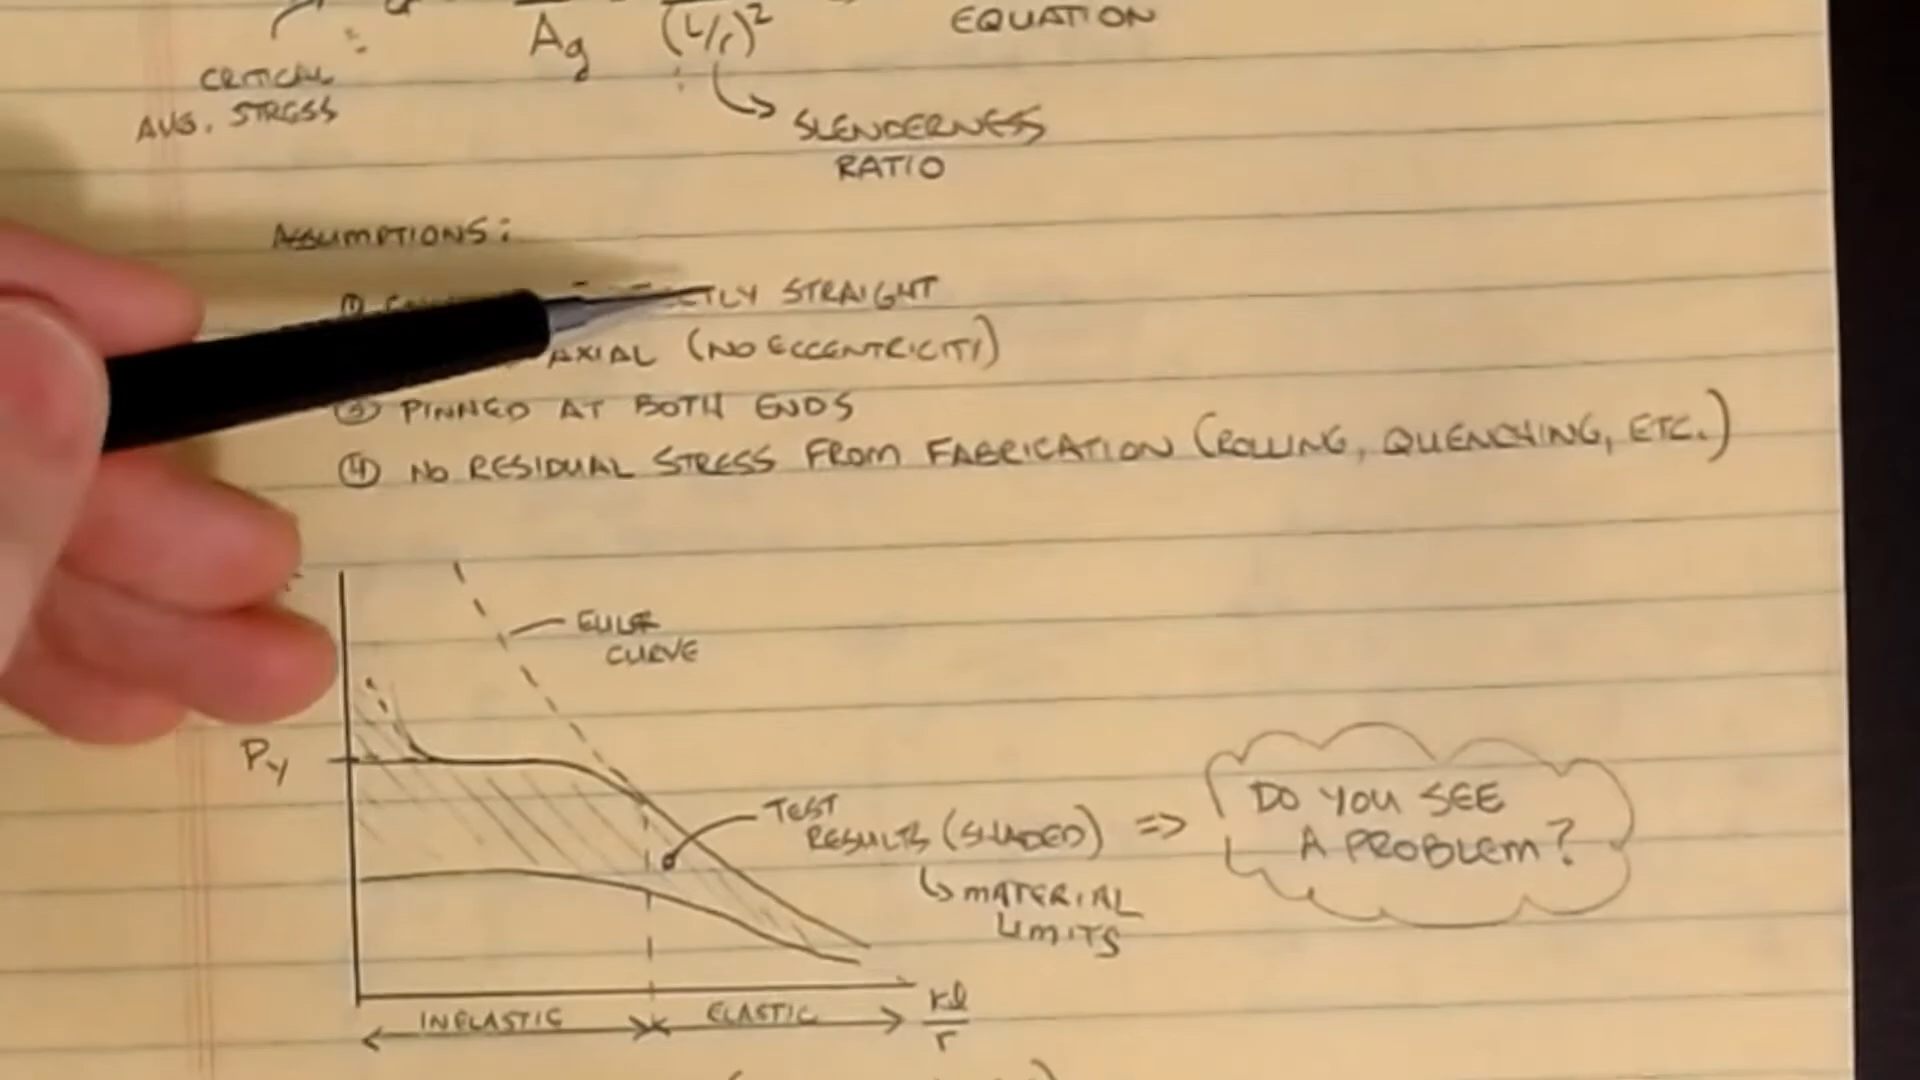 EQUATION
Ag (L/r)²
CRITICAL
AVG. STRESS
SLENDERNESS
RATIO
ASSUMPTIONS:
① STRAIGHT
AXIAL (NO ECCENTRICITY)
③ PINNED AT BOTH ENDS
④ NO RESIDUAL STRESS FROM FABRICATION (ROLLING, QUENCHING, ETC.)
EULER
CURVE
Py
TEST
RESULTS (SHADED) =>
MATERIAL
LIMITS
DO YOU SEE
A PROBLEM?
INELASTIC
ELASTIC
kl
r